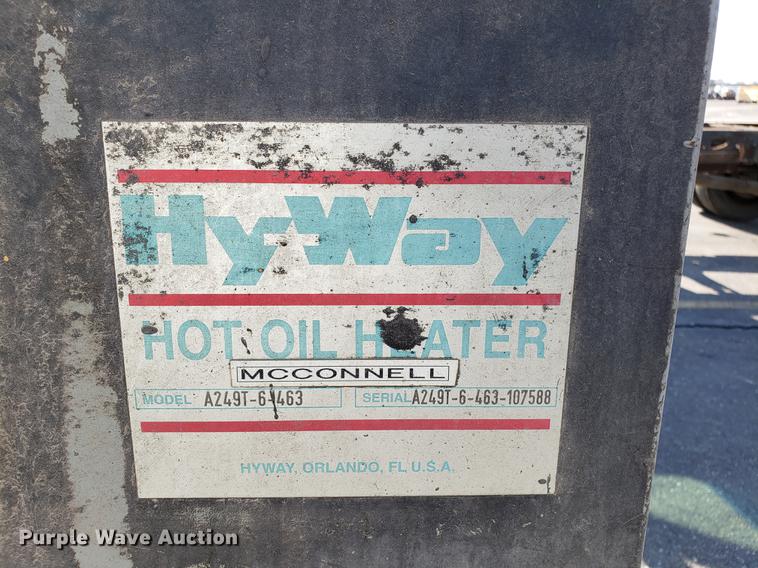 HyWay
HOT OIL HEATER
MCCONNELL
MODEL A249T-6-463 SERIAL A249T-6-463-107588
HYWAY, ORLANDO, FL U.S.A.
Purple Wave Auction